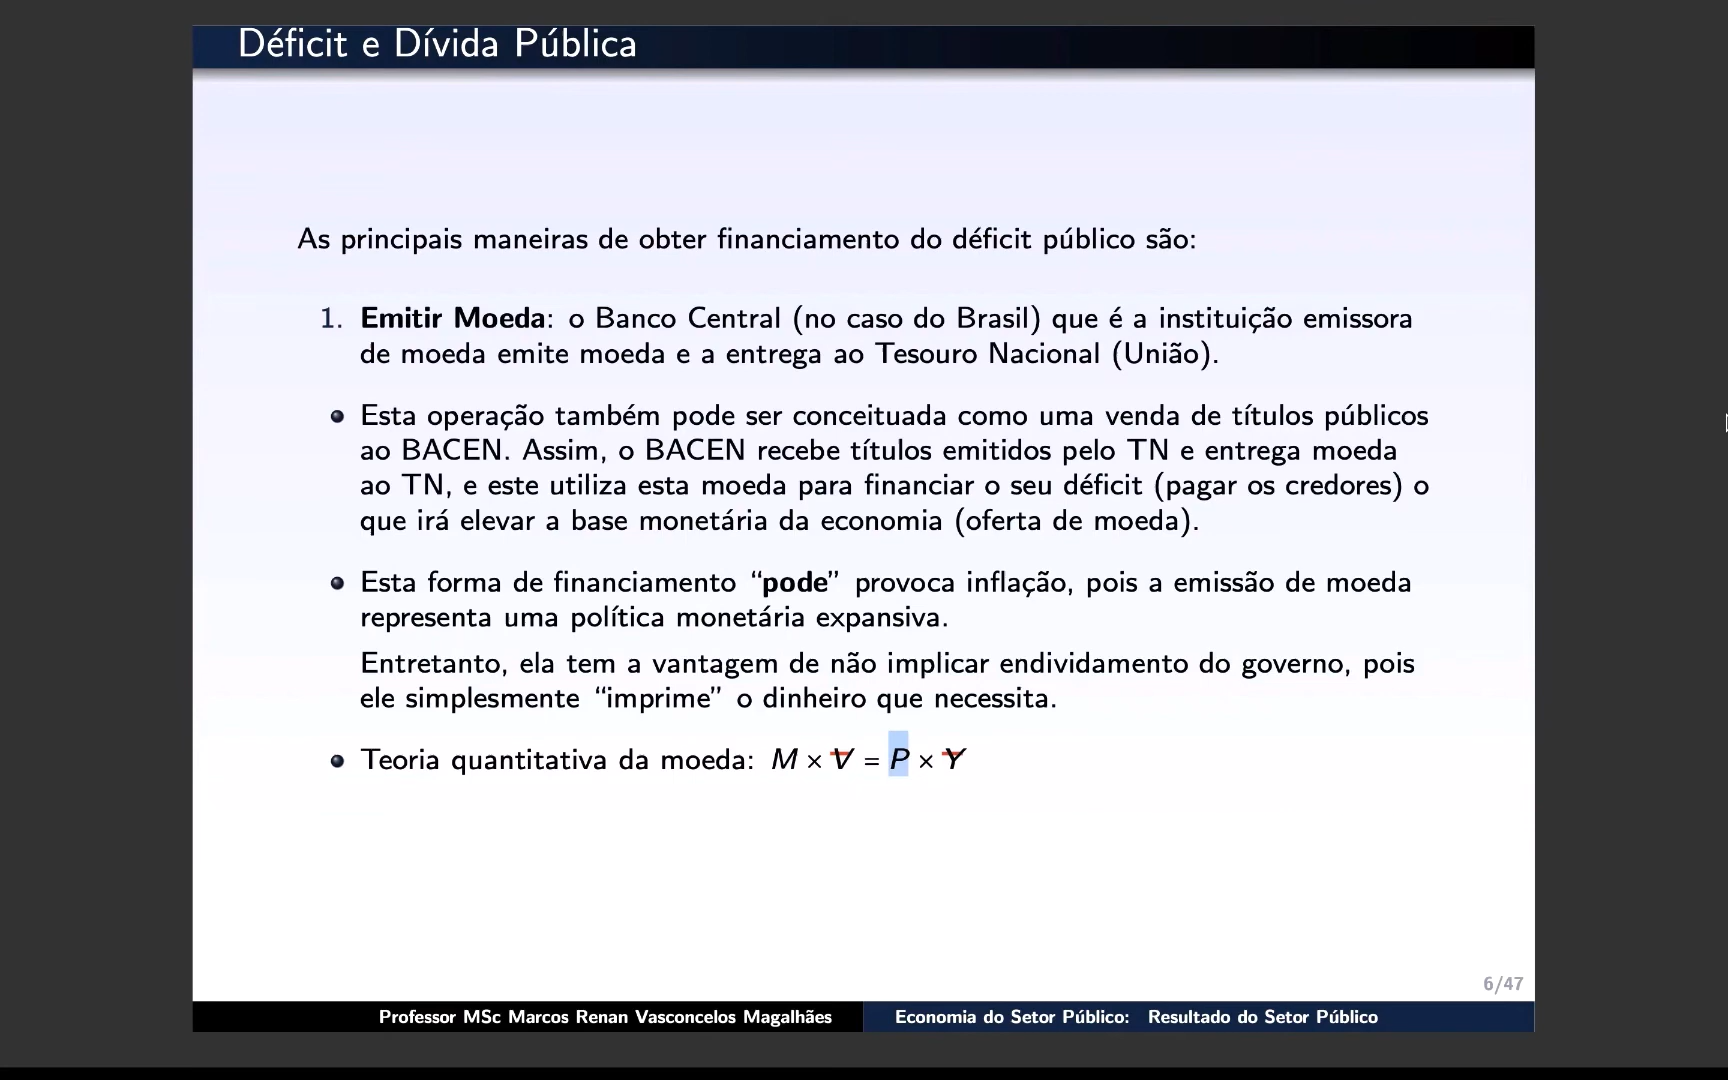 Déficit e Dívida Pública
As principais maneiras de obter financiamento do déficit público são:
1. Emitir Moeda: o Banco Central (no caso do Brasil) que é a instituição emissora
de moeda emite moeda e a entrega ao Tesouro Nacional (União).
• Esta operação também pode ser conceituada como uma venda de títulos públicos
ao BACEN. Assim, o BACEN recebe títulos emitidos pelo TN e entrega moeda
ao TN, e este utiliza esta moeda para financiar o seu déficit (pagar os credores) o
que irá elevar a base monetária da economia (oferta de moeda).
• Esta forma de financiamento “pode” provoca inflação, pois a emissão de moeda
representa uma política monetária expansiva.
Entretanto, ela tem a vantagem de não implicar endividamento do governo, pois
ele simplesmente “imprime” o dinheiro que necessita.
• Teoria quantitativa da moeda: M × V = P × Y
6/47
Professor MSc Marcos Renan Vasconcelos Magalhães Economia do Setor Público: Resultado do Setor Público